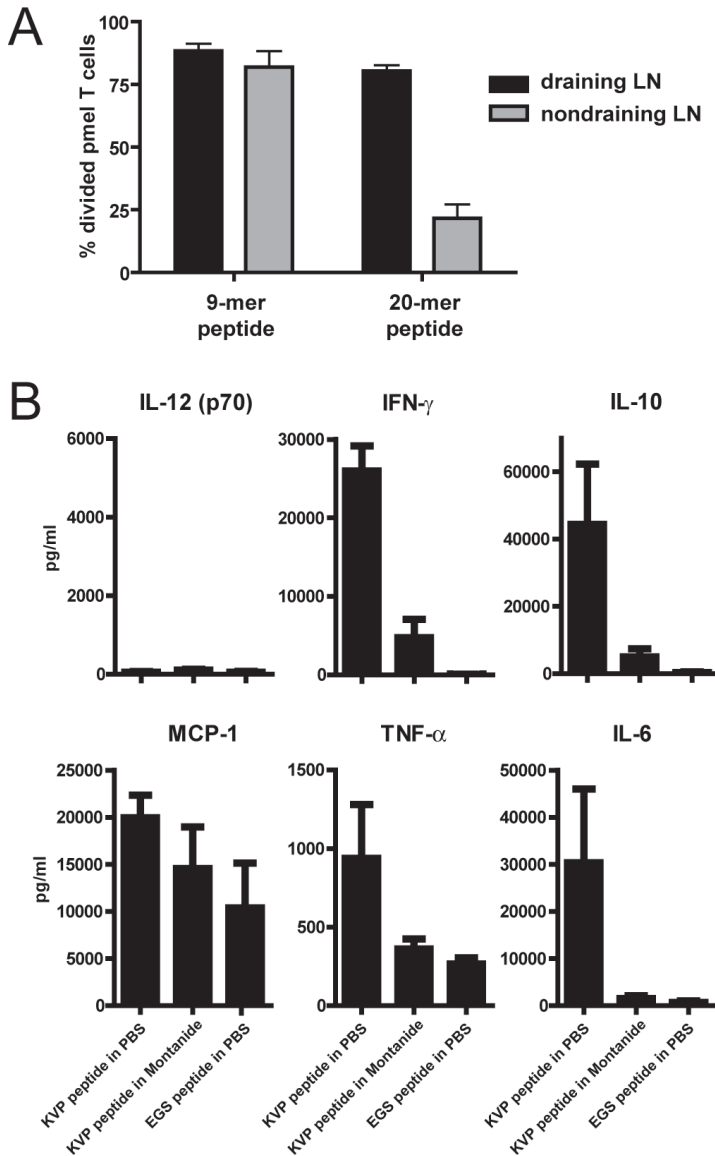 A
% divided pmel T cells
100
75
50
25
0
draining LN
nondraining LN
9-mer
peptide
20-mer
peptide
B
IL-12 (p70)
IFN-γ
IL-10
pg/ml
6000
4000
2000
0
30000
20000
10000
0
60000
40000
20000
0
MCP-1
TNF-α
IL-6
pg/ml
25000
20000
15000
10000
5000
0
1500
1000
500
0
50000
40000
30000
20000
10000
0
KVP peptide in PBS
KVP peptide in Montanide
EGS peptide in PBS
KVP peptide in PBS
KVP peptide in Montanide
EGS peptide in PBS
KVP peptide in PBS
KVP peptide in Montanide
EGS peptide in PBS